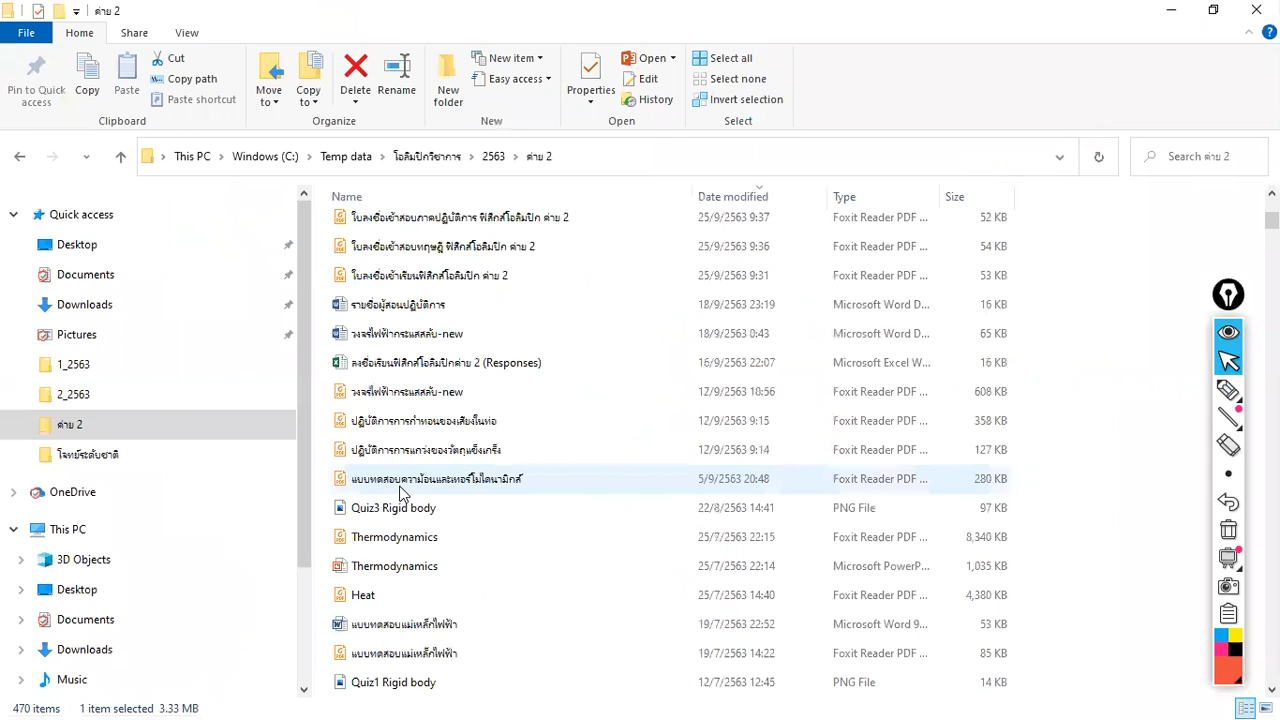 ค่าย 2
File Home Share View
Pin to Quick access
Copy
Paste
Cut
Copy path
Paste shortcut
Clipboard
Move to
Copy to
Delete
Rename
Organize
New folder
New item
Easy access
New
Properties
Open
Edit
History
Open
Select all
Select none
Invert selection
Select
This PC > Windows (C:) > Temp data > โอลิมปิกวิชาการ > 2563 > ค่าย 2
Search ค่าย 2
Quick access
Desktop
Documents
Downloads
Pictures
1_2563
2_2563
ค่าย 2
โจทย์ระดับชาติ
OneDrive
This PC
3D Objects
Desktop
Documents
Downloads
Music
Name Date modified Type Size
ใบลงชื่อเข้าสอบภาคปฏิบัติการ ฟิสิกส์โอลิมปิก ค่าย 2 25/9/2563 9:37 Foxit Reader PDF ... 52 KB
ใบลงชื่อเข้าสอบทฤษฎี ฟิสิกส์โอลิมปิก ค่าย 2 25/9/2563 9:36 Foxit Reader PDF ... 54 KB
ใบลงชื่อเข้าเรียนฟิสิกส์โอลิมปิก ค่าย 2 25/9/2563 9:31 Foxit Reader PDF ... 53 KB
รายชื่อผู้สอนปฏิบัติการ 18/9/2563 23:19 Microsoft Word D... 16 KB
วงจรไฟฟ้ากระแสสลับ-new 18/9/2563 0:43 Microsoft Word D... 65 KB
ลงชื่อเรียนฟิสิกส์โอลิมปิกค่าย 2 (Responses) 16/9/2563 22:07 Microsoft Excel W... 16 KB
วงจรไฟฟ้ากระแสสลับ-new 17/9/2563 18:56 Foxit Reader PDF ... 608 KB
ปฏิบัติการการกำทอนของเสียงในท่อ 12/9/2563 9:15 Foxit Reader PDF ... 358 KB
ปฏิบัติการการแกว่งของวัตถุแข็งเกร็ง 12/9/2563 9:14 Foxit Reader PDF ... 127 KB
แบบทดสอบความร้อนและเทอร์โมไดนามิกส์ 5/9/2563 20:48 Foxit Reader PDF ... 280 KB
Quiz3 Rigid body 22/8/2563 14:41 PNG File 97 KB
Thermodynamics 25/7/2563 22:15 Foxit Reader PDF ... 8,340 KB
Thermodynamics 25/7/2563 22:14 Microsoft PowerP... 1,035 KB
Heat 25/7/2563 14:40 Foxit Reader PDF ... 4,380 KB
แบบทดสอบแม่เหล็กไฟฟ้า 19/7/2563 22:52 Microsoft Word 9... 53 KB
แบบทดสอบแม่เหล็กไฟฟ้า 19/7/2563 14:22 Foxit Reader PDF ... 85 KB
Quiz1 Rigid body 12/7/2563 12:45 PNG File 14 KB
470 items 1 item selected 3.33 MB